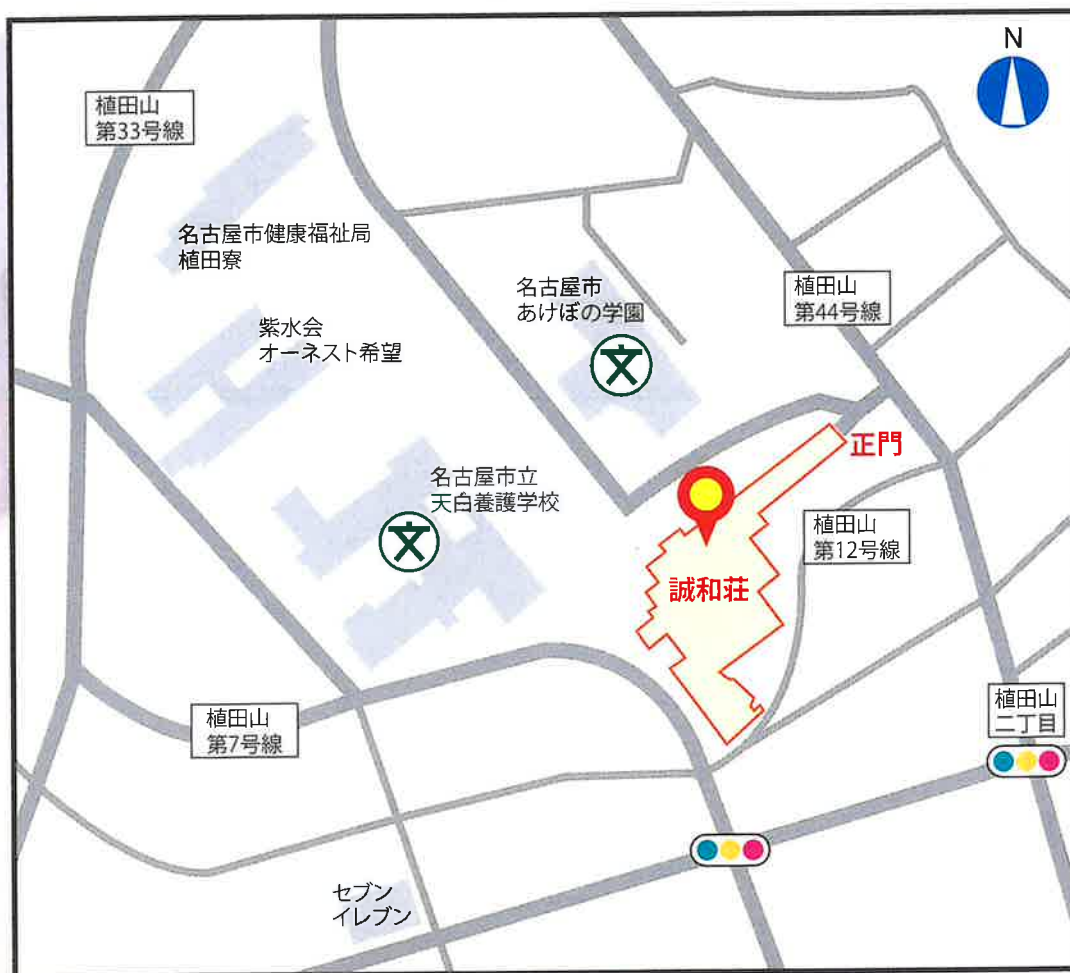 N
植田山
第33号線
名古屋市健康福祉局
植田寮
名古屋市
あけぼの学園
植田山
第44号線
紫水会
オーネスト希望
文
正門
名古屋市立
天白養護学校
文
植田山
第12号線
誠和荘
植田山
第7号線
植田山
二丁目
セブン
イレブン